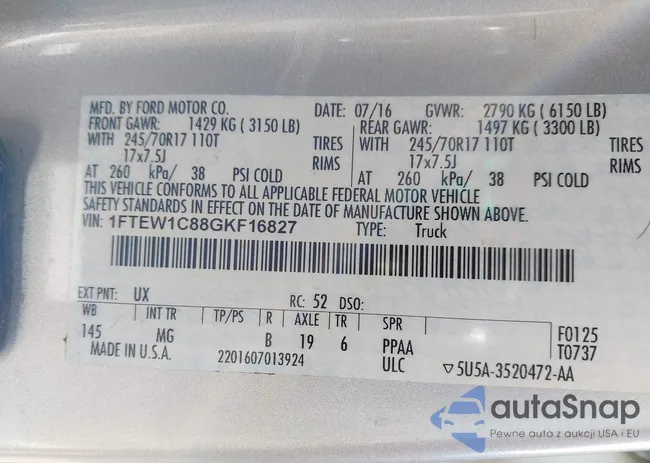 MFD. BY FORD MOTOR CO. DATE: 07/16 GVWR: 2790 KG ( 6150 LB)
FRONT GAWR: 1429 KG ( 3150 LB) REAR GAWR: 1497 KG ( 3300 LB)
WITH 245/70R17 110T TIRES WITH 245/70R17 110T TIRES
17x7.5J RIMS 17x7.5J RIMS
AT 260 kPa/ 38 PSI COLD AT 260 kPa/ 38 PSI COLD
THIS VEHICLE CONFORMS TO ALL APPLICABLE FEDERAL MOTOR VEHICLE
SAFETY STANDARDS IN EFFECT ON THE DATE OF MANUFACTURE SHOWN ABOVE.
VIN: 1FTEW1C88GKF16827 TYPE: Truck
EXT PNT: UX RC: 52 DSO:
WB INT TR TP/PS R AXLE TR SPR F0125
145 MG B 19 6 PPAA T0737
MADE IN U.S.A. 2201607013924 ULC ▽5U5A-3520472-AA
autaSnap
Pewne auta z aukcji USA i EU